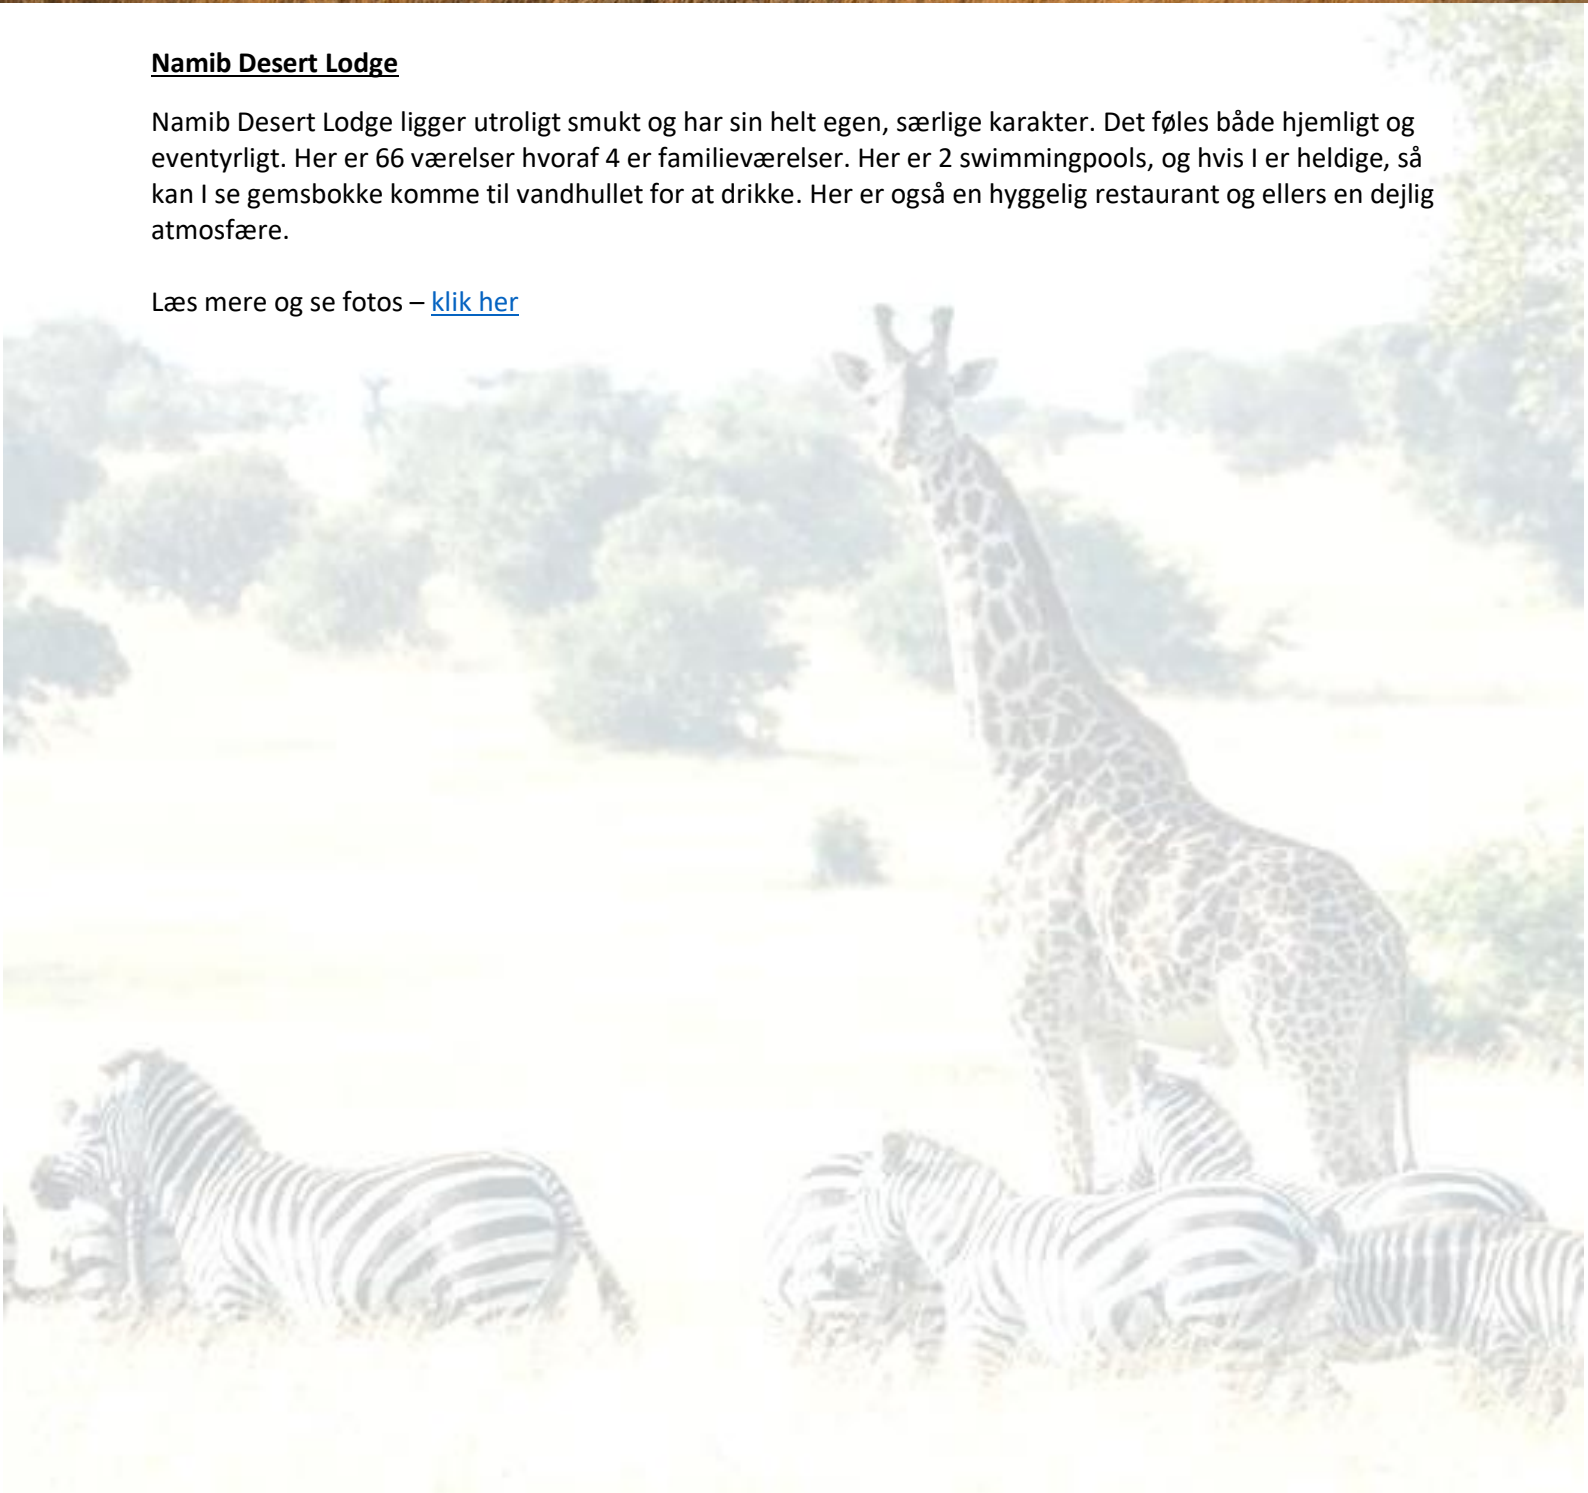 Namib Desert Lodge
Namib Desert Lodge ligger utroligt smukt og har sin helt egen, særlige karakter. Det føles både hjemligt og
eventyrligt. Her er 66 værelser hvoraf 4 er familieværelser. Her er 2 swimmingpools, og hvis I er heldige, så
kan I se gemsbokke komme til vandhullet for at drikke. Her er også en hyggelig restaurant og ellers en dejlig
atmosfære.
Læs mere og se fotos – klik her